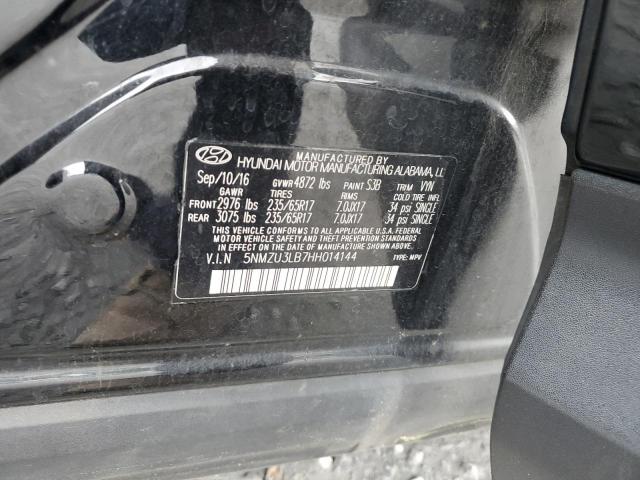 MANUFACTURED BY
HYUNDAI MOTOR MANUFACTURING ALABAMA, LL
Sep/10/16 GVWR 4872 lbs PAINT S3B TRIM VYN
GAWR TIRES RIMS COLD TIRE INFL
FRONT 2976 lbs 235/65R17 7.0JX17 34 psi SINGLE
REAR 3075 lbs 235/65R17 7.0JX17 34 psi SINGLE
THIS VEHICLE CONFORMS TO ALL APPLICABLE U.S.A. FEDERAL
MOTOR VEHICLE SAFETY, BUMPER, AND THEFT PREVENTION STANDARDS
IN EFFECT ON THE DATE OF MANUFACTURE SHOWN ABOVE.
V.I.N 5NMZU3LB7HH014144 TYPE: MPV